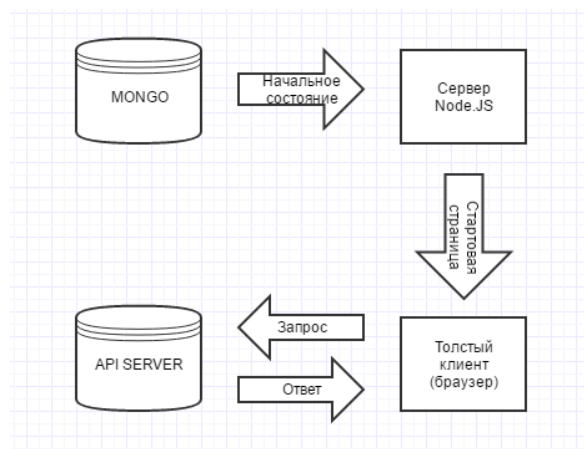 MONGO
Начальное
состояние
Сервер
Node.JS
Стартовая
страница
Запрос
API SERVER
Ответ
Толстый
клиент
(браузер)